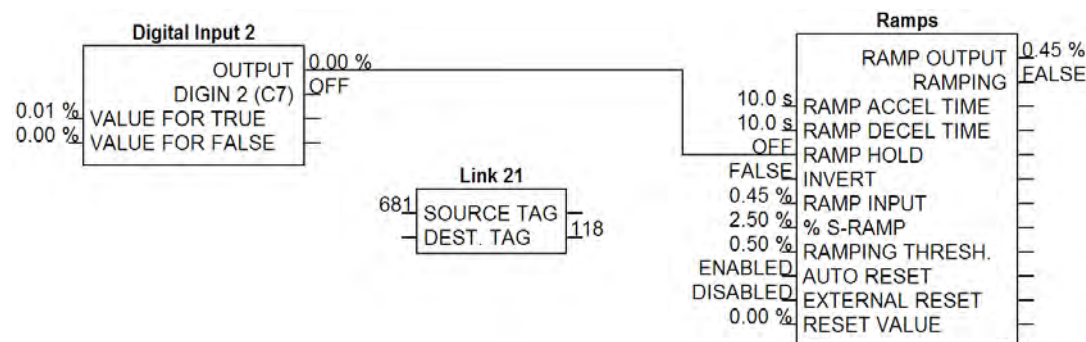 Digital Input 2
OUTPUT 0.00 %
DIGIN 2 (C7) OFF
0.01 % VALUE FOR TRUE
0.00 % VALUE FOR FALSE
Link 21
681 SOURCE TAG
DEST. TAG 118
Ramps
RAMP OUTPUT 0.45 %
RAMPING FALSE
10.0 s RAMP ACCEL TIME
10.0 s RAMP DECEL TIME
OFF RAMP HOLD
FALSE INVERT
0.45 % RAMP INPUT
2.50 % % S-RAMP
0.50 % RAMPING THRESH.
ENABLED AUTO RESET
DISABLED EXTERNAL RESET
0.00 % RESET VALUE